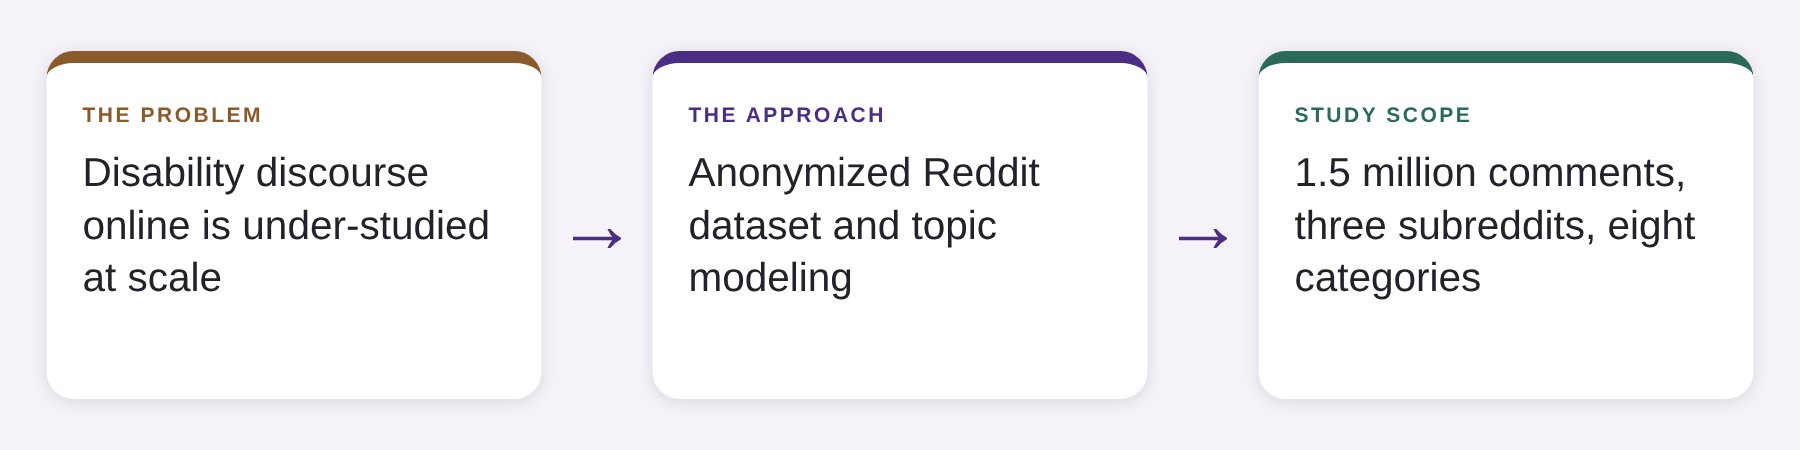 THE PROBLEM
Disability discourse
online is under-studied
at scale
→
THE APPROACH
Anonymized Reddit
dataset and topic
modeling
→
STUDY SCOPE
1.5 million comments,
three subreddits, eight
categories